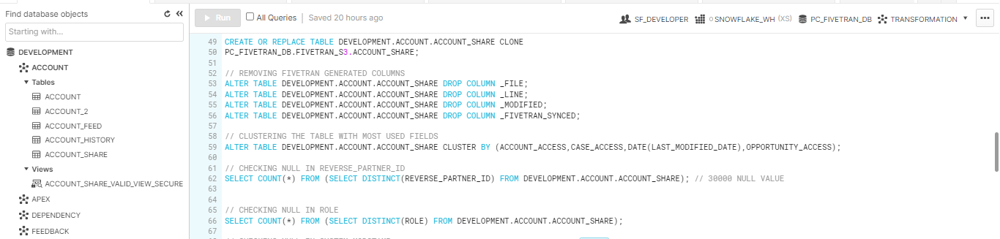 Find database objects
Starting with...
DEVELOPMENT
ACCOUNT
Tables
ACCOUNT
ACCOUNT_2
ACCOUNT_FEED
ACCOUNT_HISTORY
ACCOUNT_SHARE
Views
ACCOUNT_SHARE_VALID_VIEW_SECURE
APEX
DEPENDENCY
FEEDBACK
Run All Queries | Saved 20 hours ago SF_DEVELOPER SNOWFLAKE_WH (XS) PC_FIVETRAN_DB TRANSFORMATION
49 CREATE OR REPLACE TABLE DEVELOPMENT.ACCOUNT.ACCOUNT_SHARE CLONE
50 PC_FIVETRAN_DB.FIVETRAN_S3.ACCOUNT_SHARE;
51
52 // REMOVING FIVETRAN GENERATED COLUMNS
53 ALTER TABLE DEVELOPMENT.ACCOUNT.ACCOUNT_SHARE DROP COLUMN _FILE;
54 ALTER TABLE DEVELOPMENT.ACCOUNT.ACCOUNT_SHARE DROP COLUMN _LINE;
55 ALTER TABLE DEVELOPMENT.ACCOUNT.ACCOUNT_SHARE DROP COLUMN _MODIFIED;
56 ALTER TABLE DEVELOPMENT.ACCOUNT.ACCOUNT_SHARE DROP COLUMN _FIVETRAN_SYNCED;
57
58 // CLUSTERING THE TABLE WITH MOST USED FIELDS
59 ALTER TABLE DEVELOPMENT.ACCOUNT.ACCOUNT_SHARE CLUSTER BY (ACCOUNT_ACCESS,CASE_ACCESS,DATE(LAST_MODIFIED_DATE),OPPORTUNITY_ACCESS);
60
61 // CHECKING NULL IN REVERSE_PARTNER_ID
62 SELECT COUNT(*) FROM (SELECT DISTINCT(REVERSE_PARTNER_ID) FROM DEVELOPMENT.ACCOUNT.ACCOUNT_SHARE); // 30000 NULL VALUE
63
64
65 // CHECKING NULL IN ROLE
66 SELECT COUNT(*) FROM (SELECT DISTINCT(ROLE) FROM DEVELOPMENT.ACCOUNT.ACCOUNT_SHARE);
67